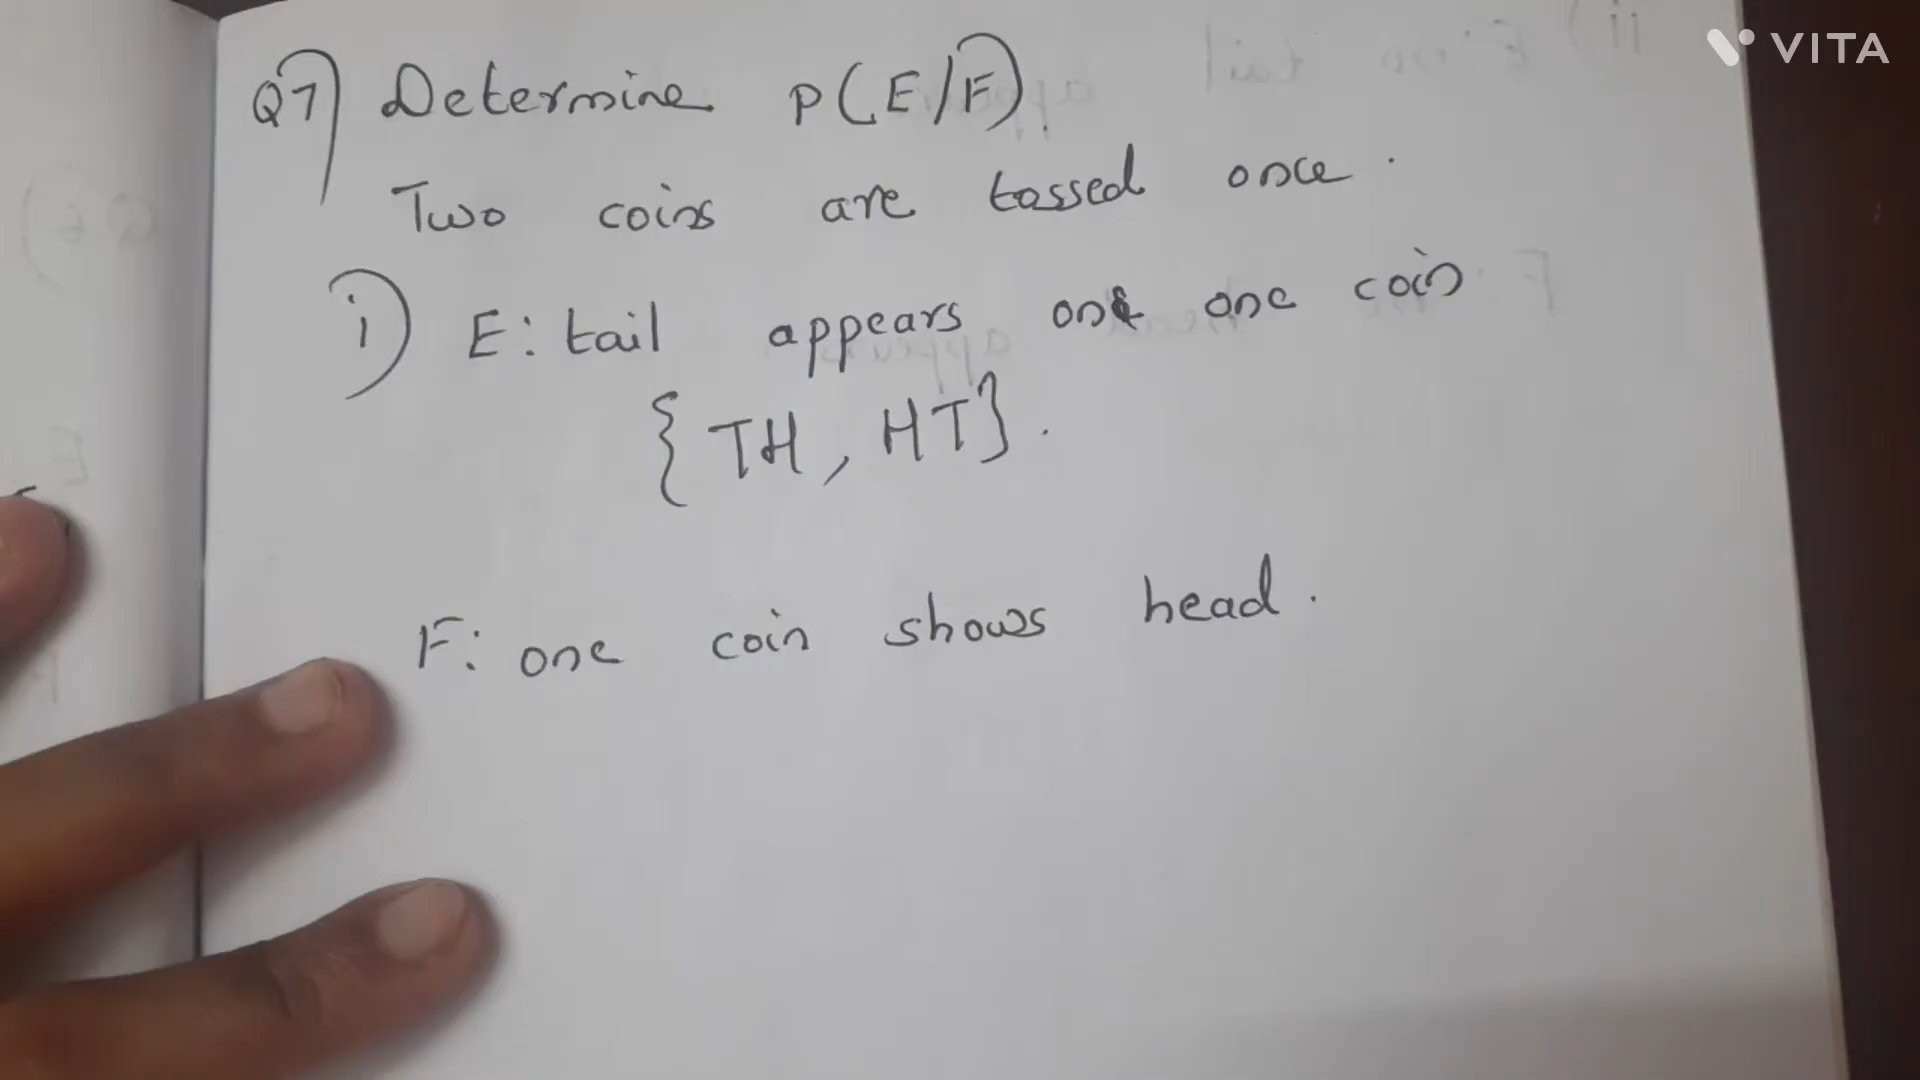 VITA
Q7) Determine P(E/F).
Two coins are tossed once.
i) E: tail appears on one coin
{TH, HT}.
F: one coin shows head.